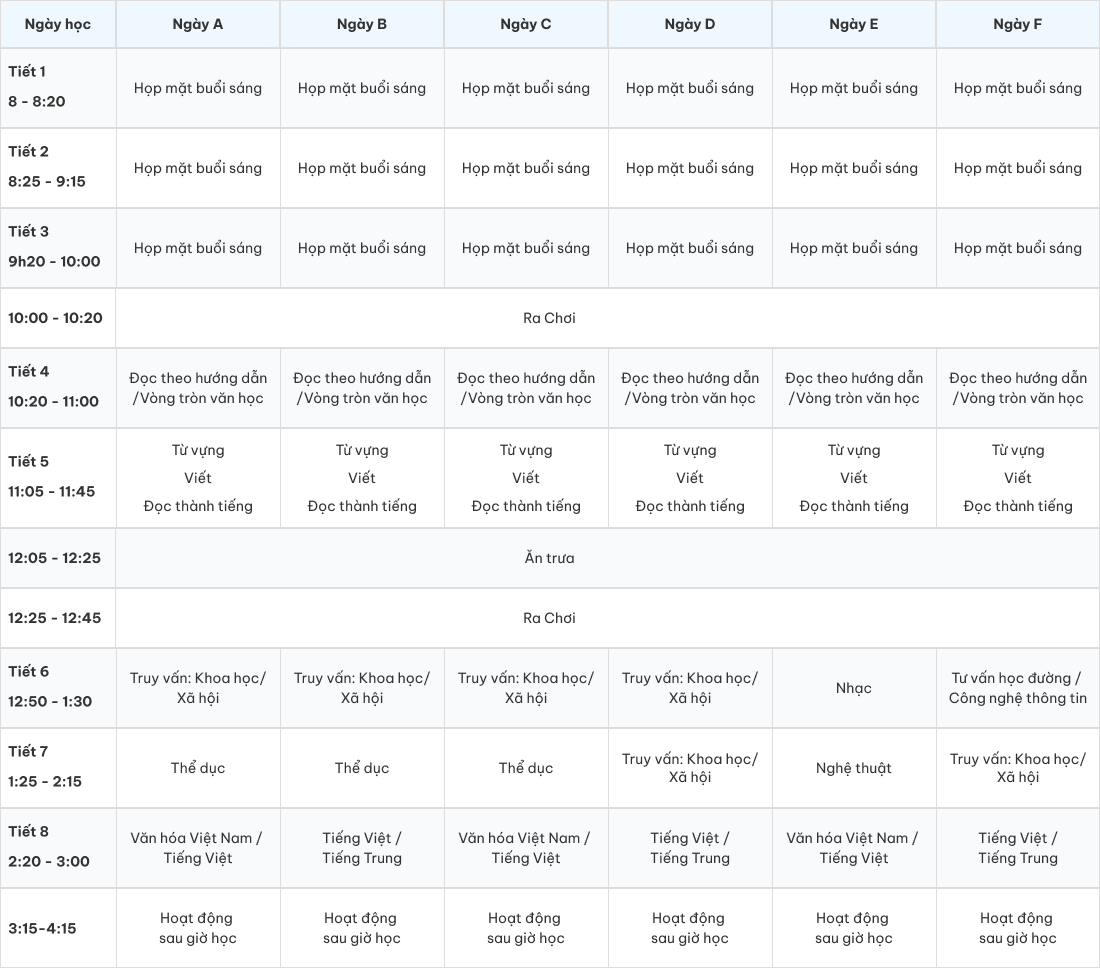 Ngày học Ngày A Ngày B Ngày C Ngày D Ngày E Ngày F
Tiết 1
8 - 8:20
Họp mặt buổi sáng Họp mặt buổi sáng Họp mặt buổi sáng Họp mặt buổi sáng Họp mặt buổi sáng Họp mặt buổi sáng
Tiết 2
8:25 - 9:15
Họp mặt buổi sáng Họp mặt buổi sáng Họp mặt buổi sáng Họp mặt buổi sáng Họp mặt buổi sáng Họp mặt buổi sáng
Tiết 3
9h20 - 10:00
Họp mặt buổi sáng Họp mặt buổi sáng Họp mặt buổi sáng Họp mặt buổi sáng Họp mặt buổi sáng Họp mặt buổi sáng
10:00 - 10:20 Ra Chơi
Tiết 4
10:20 - 11:00
Đọc theo hướng dẫn Đọc theo hướng dẫn Đọc theo hướng dẫn Đọc theo hướng dẫn Đọc theo hướng dẫn Đọc theo hướng dẫn
/Vòng tròn văn học /Vòng tròn văn học /Vòng tròn văn học /Vòng tròn văn học /Vòng tròn văn học /Vòng tròn văn học
Tiết 5
11:05 - 11:45
Từ vựng Từ vựng Từ vựng Từ vựng Từ vựng Từ vựng
Viết Viết Viết Viết Viết Viết
Đọc thành tiếng Đọc thành tiếng Đọc thành tiếng Đọc thành tiếng Đọc thành tiếng Đọc thành tiếng
12:05 - 12:25 Ăn trưa
12:25 - 12:45 Ra Chơi
Tiết 6
12:50 - 1:30
Truy vấn: Khoa học/ Truy vấn: Khoa học/ Truy vấn: Khoa học/ Truy vấn: Khoa học/ Nhạc Tư vấn học đường /
Xã hội Xã hội Xã hội Xã hội Công nghệ thông tin
Tiết 7
1:25 - 2:15
Thể dục Thể dục Thể dục Truy vấn: Khoa học/ Nghệ thuật Truy vấn: Khoa học/
Xã hội Xã hội
Tiết 8
2:20 - 3:00
Văn hóa Việt Nam / Tiếng Việt / Văn hóa Việt Nam / Tiếng Việt / Văn hóa Việt Nam / Tiếng Việt /
Tiếng Việt Tiếng Trung Tiếng Việt Tiếng Trung Tiếng Việt Tiếng Trung
3:15-4:15
Hoạt động Hoạt động Hoạt động Hoạt động Hoạt động Hoạt động
sau giờ học sau giờ học sau giờ học sau giờ học sau giờ học sau giờ học